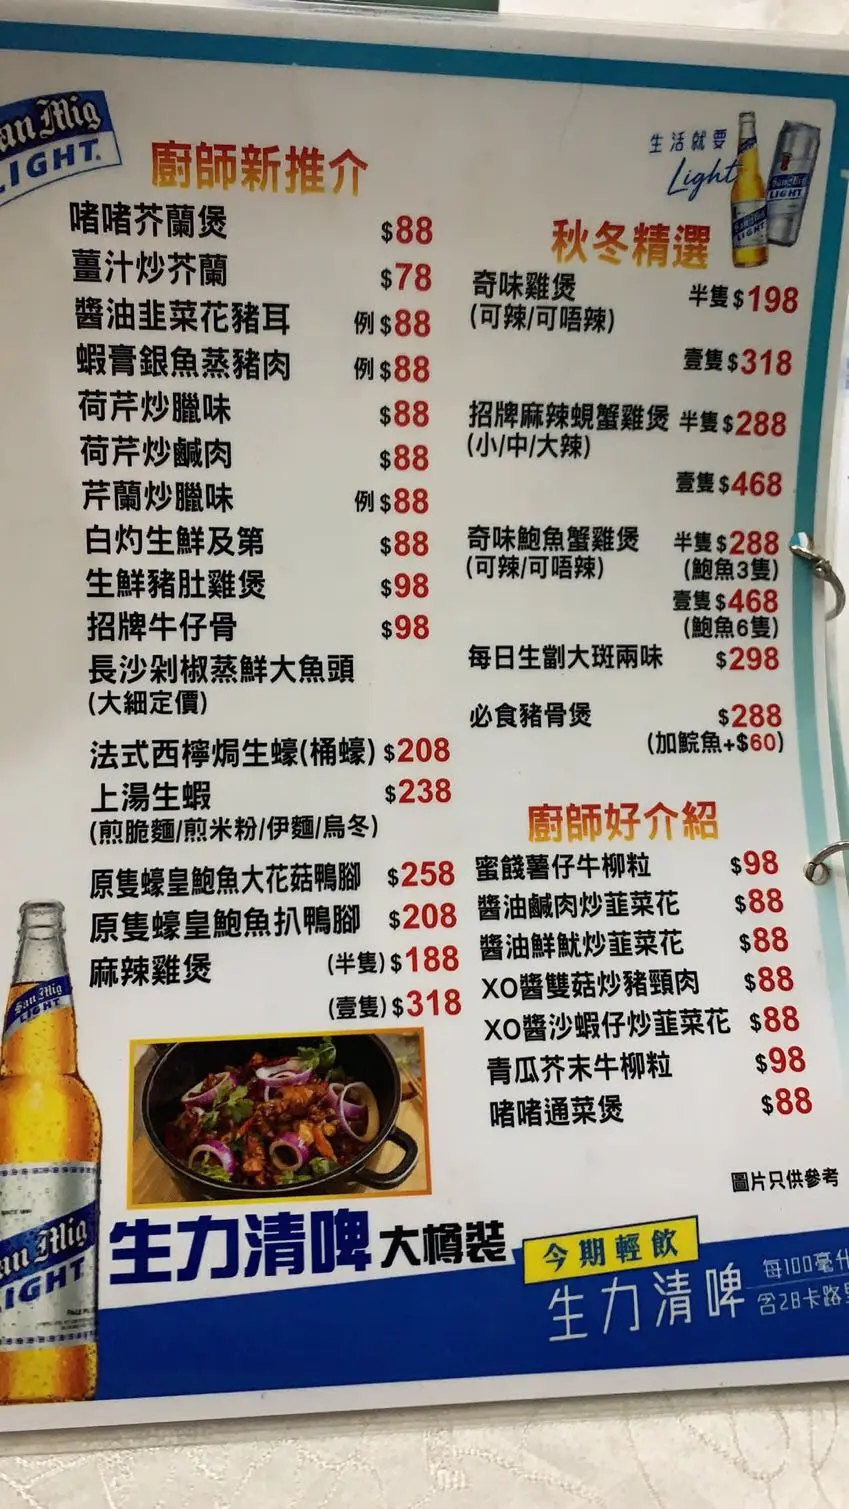 San Mig
LIGHT
廚師新推介
啫啫芥蘭煲 $88
薑汁炒芥蘭 $78
醬油韭菜花豬耳 例$88
蝦膏銀魚蒸豬肉 例$88
荷芹炒臘味 $88
荷芹炒鹹肉 $88
芹蘭炒臘味 例$88
白灼生鮮及第 $88
生鮮豬肚雞煲 $98
招牌牛仔骨 $98
長沙剁椒蒸鮮大魚頭
(大細定價)
法式西檸焗生蠔(桶蠔) $208
上湯生蝦 $238
(煎脆麵/煎米粉/伊麵/烏冬)
原隻蠔皇鮑魚大花菇鴨腳 $258
原隻蠔皇鮑魚扒鴨腳 $208
麻辣雞煲 (半隻)$188
(壹隻)$318
生活就要
Light
秋冬精選
奇味雞煲 半隻$198
(可辣/可唔辣)
壹隻$318
招牌麻辣蜆蟹雞煲 半隻$288
(小/中/大辣)
壹隻$468
奇味鮑魚蟹雞煲 半隻$288
(可辣/可唔辣) (鮑魚3隻)
壹隻$468
(鮑魚6隻)
每日生劏大斑兩味 $298
必食豬骨煲 $288
(加鯇魚+$60)
廚師好介紹
蜜餞薯仔牛柳粒 $98
醬油鹹肉炒韮菜花 $88
醬油鮮魷炒韮菜花 $88
XO醬雙菇炒豬頸肉 $88
XO醬沙蝦仔炒韮菜花 $88
青瓜芥末牛柳粒 $98
啫啫通菜煲 $88
圖片只供參考
San Mig
LIGHT
San Mig
LIGHT
生力清啤 大樽裝
今期輕飲
生力清啤
每100毫升
含28卡路里